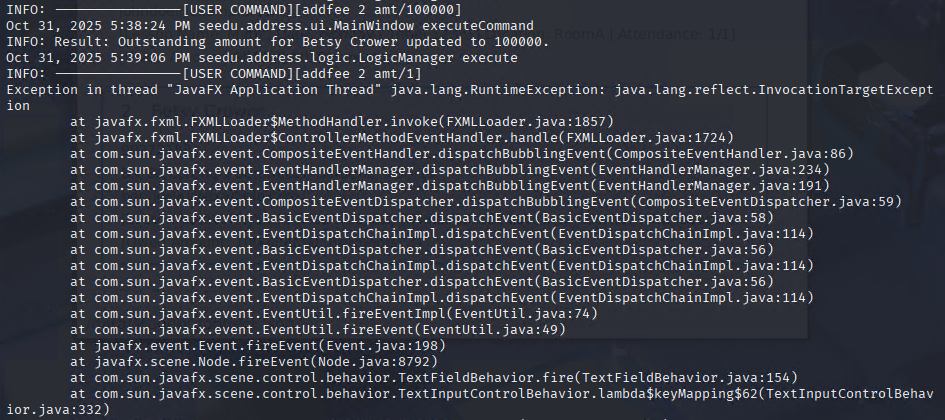 INFO: ----------------[USER COMMAND][addfee 2 amt/100000]
Oct 31, 2025 5:38:24 PM seedu.address.ui.MainWindow executeCommand
INFO: Result: Outstanding amount for Betsy Crower updated to 100000.
Oct 31, 2025 5:39:06 PM seedu.address.logic.LogicManager execute
INFO: ----------------[USER COMMAND][addfee 2 amt/1]
Exception in thread "JavaFX Application Thread" java.lang.RuntimeException: java.lang.reflect.InvocationTargetExcept
ion
        at javafx.fxml.FXMLLoader$MethodHandler.invoke(FXMLLoader.java:1857)
        at javafx.fxml.FXMLLoader$ControllerMethodEventHandler.handle(FXMLLoader.java:1724)
        at com.sun.javafx.event.CompositeEventHandler.dispatchBubblingEvent(CompositeEventHandler.java:86)
        at com.sun.javafx.event.EventHandlerManager.dispatchBubblingEvent(EventHandlerManager.java:234)
        at com.sun.javafx.event.EventHandlerManager.dispatchBubblingEvent(EventHandlerManager.java:191)
        at com.sun.javafx.event.CompositeEventDispatcher.dispatchBubblingEvent(CompositeEventDispatcher.java:59)
        at com.sun.javafx.event.BasicEventDispatcher.dispatchEvent(BasicEventDispatcher.java:58)
        at com.sun.javafx.event.EventDispatchChainImpl.dispatchEvent(EventDispatchChainImpl.java:114)
        at com.sun.javafx.event.BasicEventDispatcher.dispatchEvent(BasicEventDispatcher.java:56)
        at com.sun.javafx.event.EventDispatchChainImpl.dispatchEvent(EventDispatchChainImpl.java:114)
        at com.sun.javafx.event.BasicEventDispatcher.dispatchEvent(BasicEventDispatcher.java:56)
        at com.sun.javafx.event.EventDispatchChainImpl.dispatchEvent(EventDispatchChainImpl.java:114)
        at com.sun.javafx.event.EventUtil.fireEventImpl(EventUtil.java:74)
        at com.sun.javafx.event.EventUtil.fireEvent(EventUtil.java:49)
        at javafx.event.Event.fireEvent(Event.java:198)
        at javafx.scene.Node.fireEvent(Node.java:8792)
        at com.sun.javafx.scene.control.behavior.TextFieldBehavior.fire(TextFieldBehavior.java:154)
        at com.sun.javafx.scene.control.behavior.TextInputControlBehavior.lambda$keyMapping$62(TextInputControlBehav
ior.java:332)